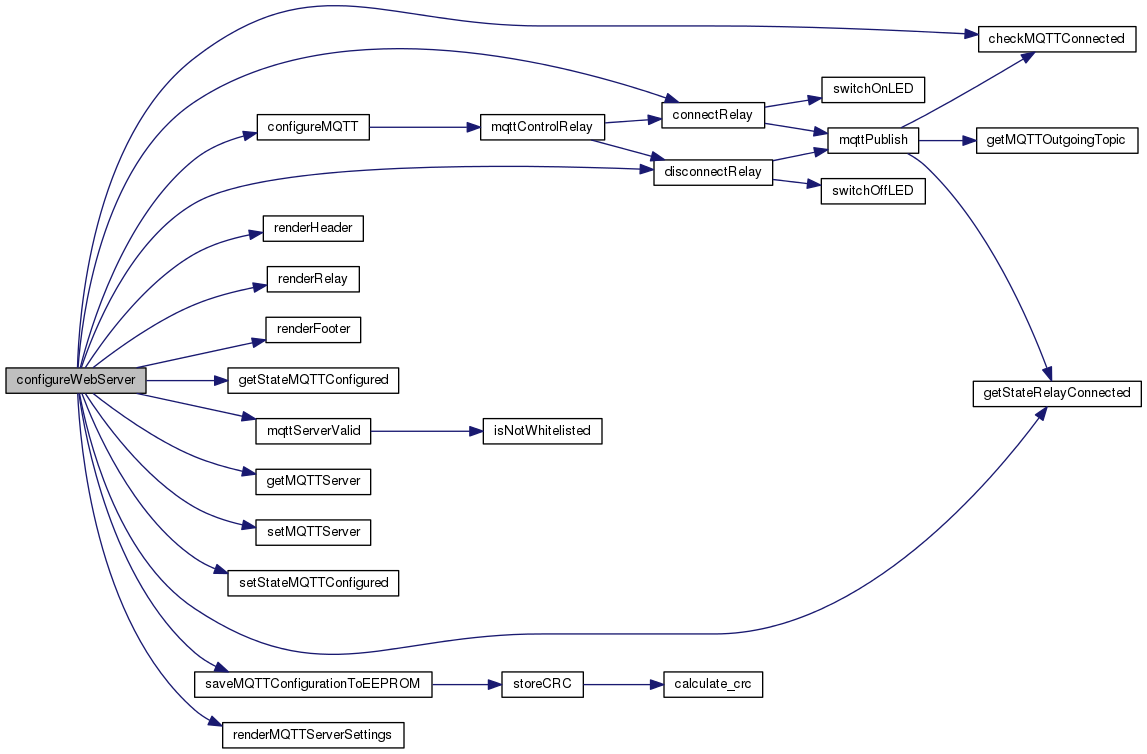 checkMQTTConnected
switchOnLED
connectRelay
configureMQTT
mqttControlRelay
mqttPublish
getMQTTOutgoingTopic
disconnectRelay
switchOffLED
renderHeader
renderRelay
renderFooter
configureWebServer
getStateMQTTConfigured
getStateRelayConnected
mqttServerValid
isNotWhitelisted
getMQTTServer
setMQTTServer
setStateMQTTConfigured
saveMQTTConfigurationToEEPROM
storeCRC
calculate_crc
renderMQTTServerSettings